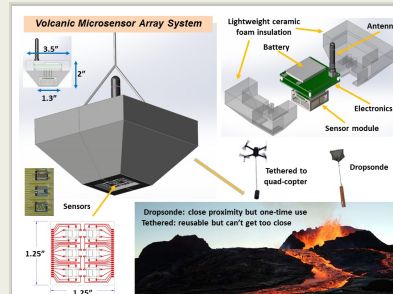 Volcanic Microsensor Array System
3.5”
2”
1.3”
Lightweight ceramic
foam insulation
Antenn
Battery
Electronics
Sensor module
Tethered to
quad-copter
Dropsonde
Sensors
1.25”
1.25”
Dropsonde: close proximity but one-time use
Tethered: reusable but can’t get too close